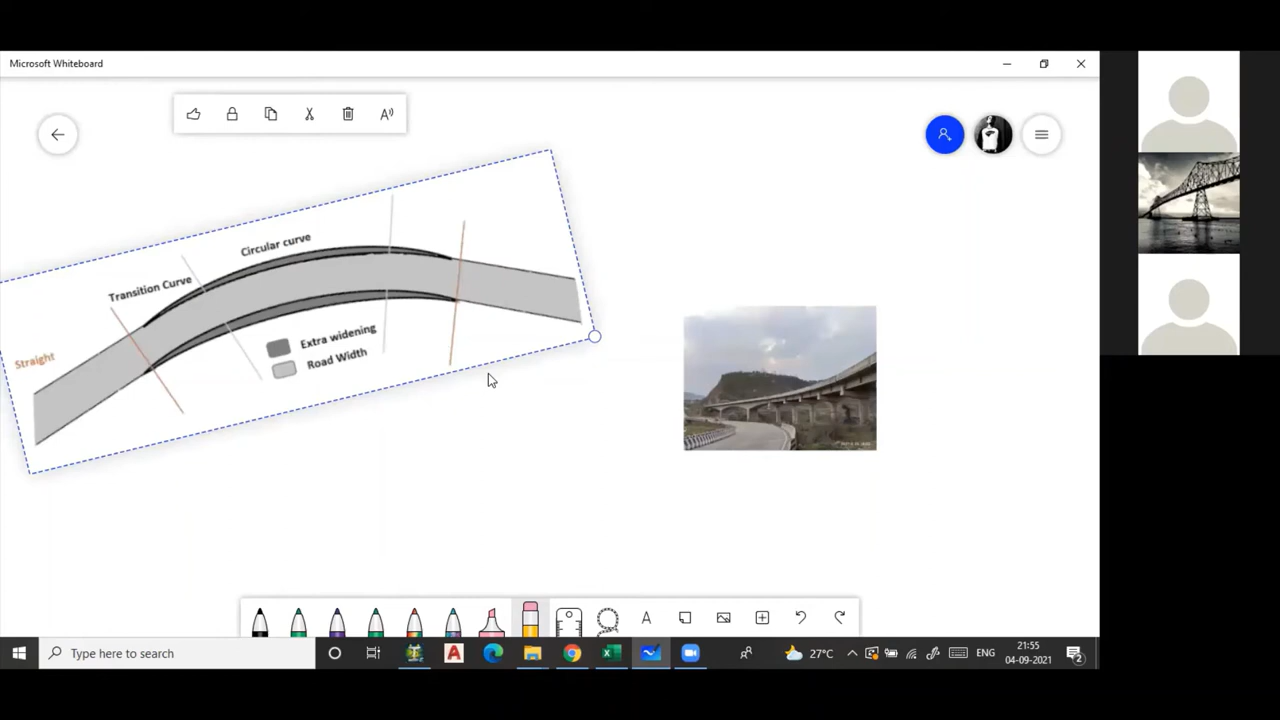 Microsoft Whiteboard
Circular curve
Transition Curve
Straight
Extra widening
Road Width
A
A
Type here to search
A
27°C
ENG
21:55
04-09-2021
2